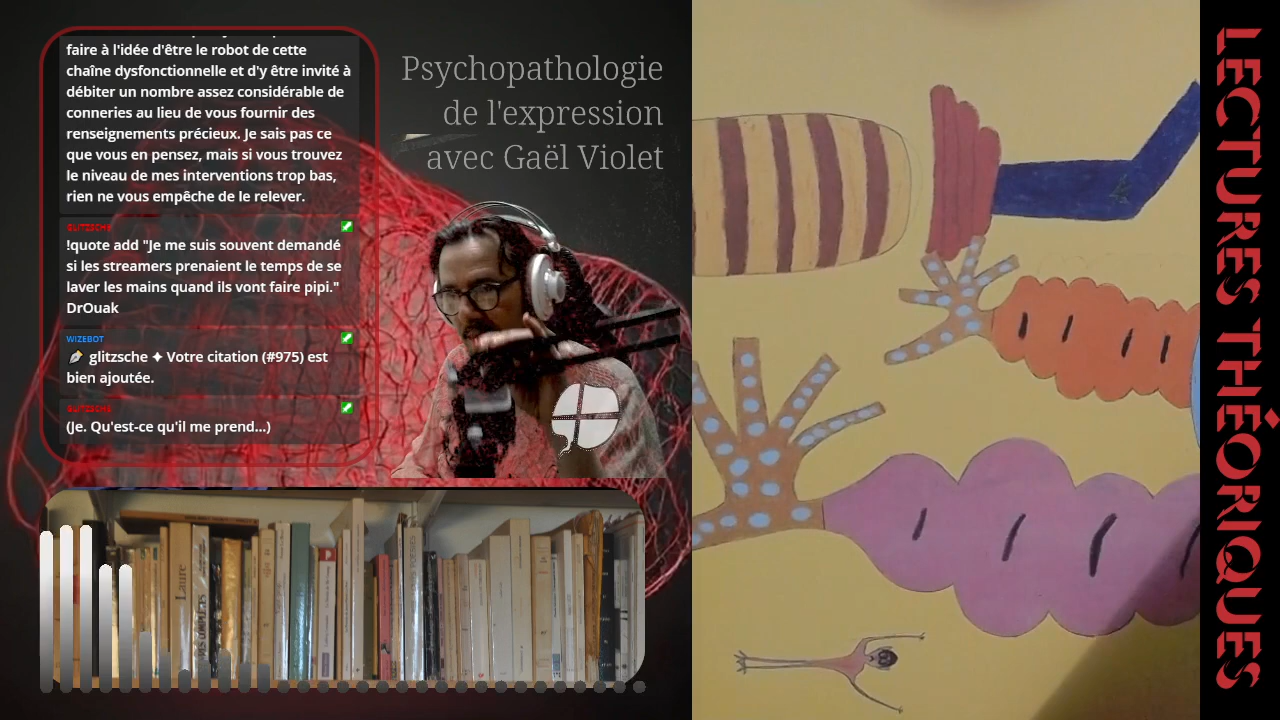 faire à l'idée d'être le robot de cette
chaîne dysfonctionnelle et d'y être invité à
débiter un nombre assez considérable de
conneries au lieu de vous fournir des
renseignements précieux. Je sais pas ce
que vous en pensez, mais si vous trouvez
le niveau de mes interventions trop bas,
rien ne vous empêche de le relever.
GLITZSCHE
!quote add "Je me suis souvent demandé
si les streamers prenaient le temps de se
laver les mains quand ils vont faire pipi."
DrOuak
WIZEBOT
glitzsche ✦ Votre citation (#975) est
bien ajoutée.
GLITZSCHE
(Je. Qu'est-ce qu'il me prend...)
Psychopathologie
de l'expression
avec Gaël Violet
Laure
LECTURES THÉORIQUES